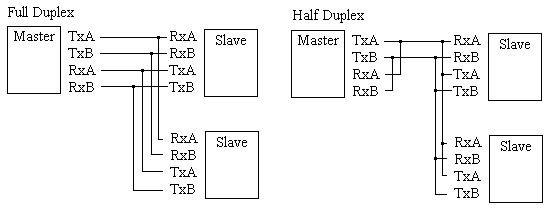 Full Duplex
Master
TxA
TxB
RxA
RxB
RxA
RxB
TxA
TxB
Slave
RxA
RxB
TxA
TxB
Slave
Half Duplex
Master
TxA
TxB
RxA
RxB
RxA
RxB
TxA
TxB
Slave
RxA
RxB
TxA
TxB
Slave